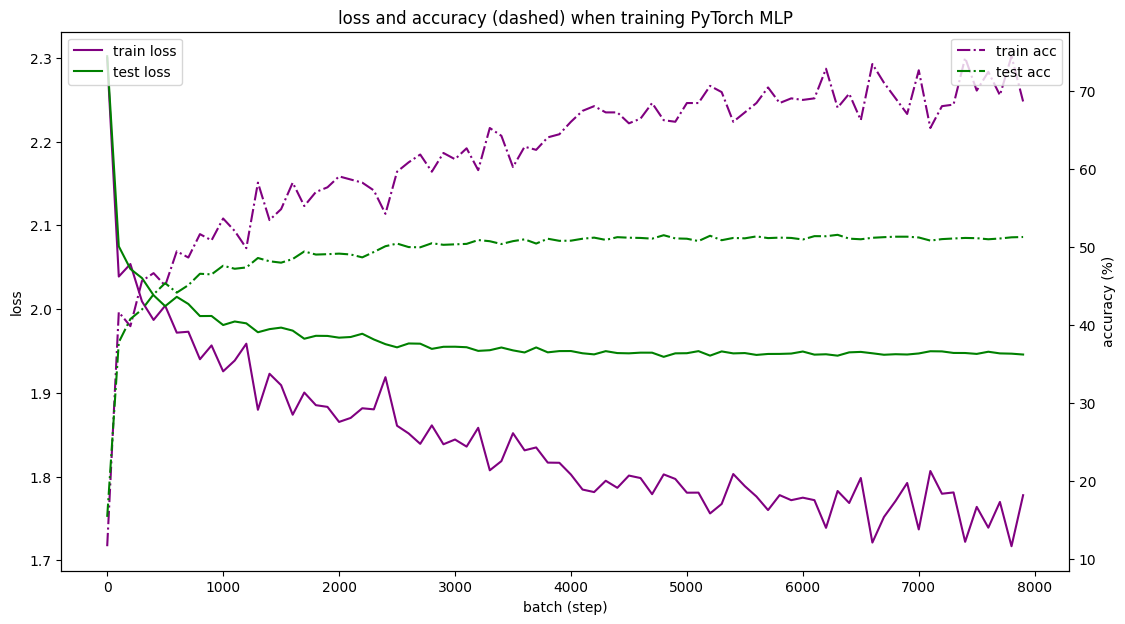 loss and accuracy (dashed) when training PyTorch MLP
train loss
test loss
train acc
test acc
2.3
2.2
2.1
2.0
1.9
1.8
1.7
loss
70
60
50
40
30
20
10
accuracy (%)
0 1000 2000 3000 4000 5000 6000 7000 8000
batch (step)